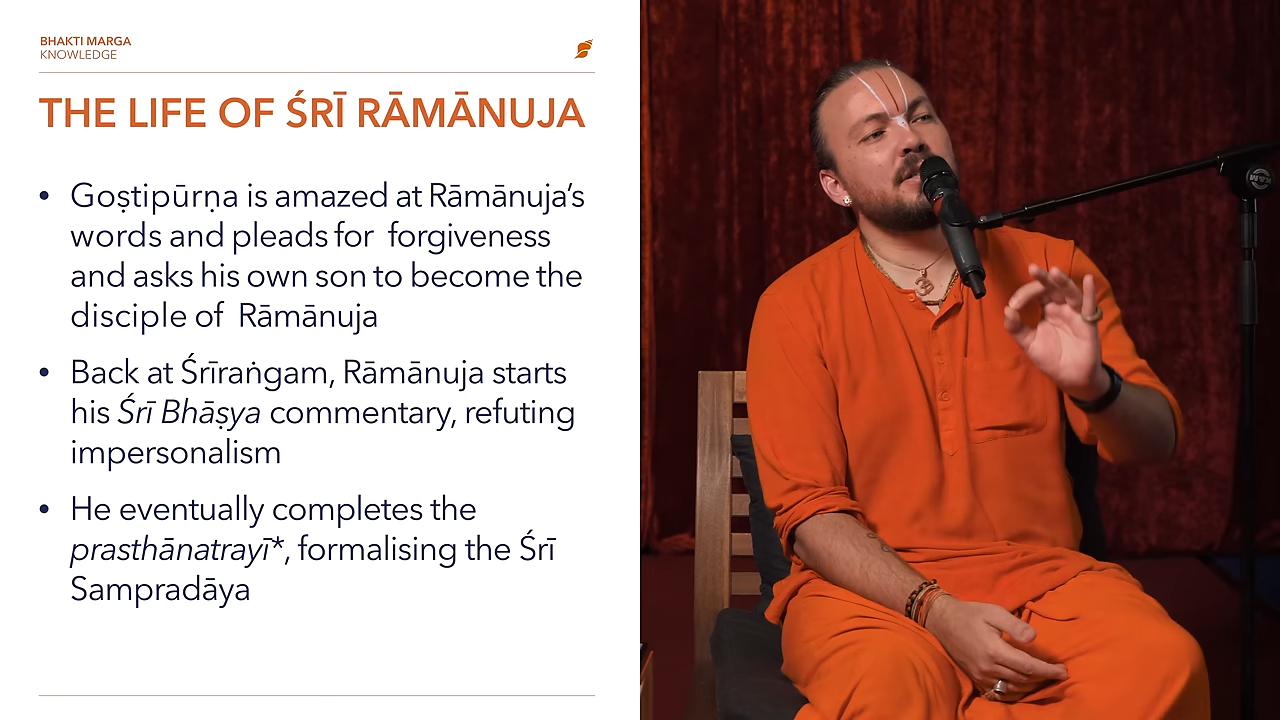 BHAKTI MARGA
KNOWLEDGE
THE LIFE OF ŚRĪ RĀMĀNUJA
• Goṣṭipūrṇa is amazed at Rāmānuja’s
words and pleads for forgiveness
and asks his own son to become the
disciple of Rāmānuja
• Back at Śrīraṅgam, Rāmānuja starts
his Śrī Bhāṣya commentary, refuting
impersonalism
• He eventually completes the
prasthānatrayī*, formalising the Śrī
Sampradāya